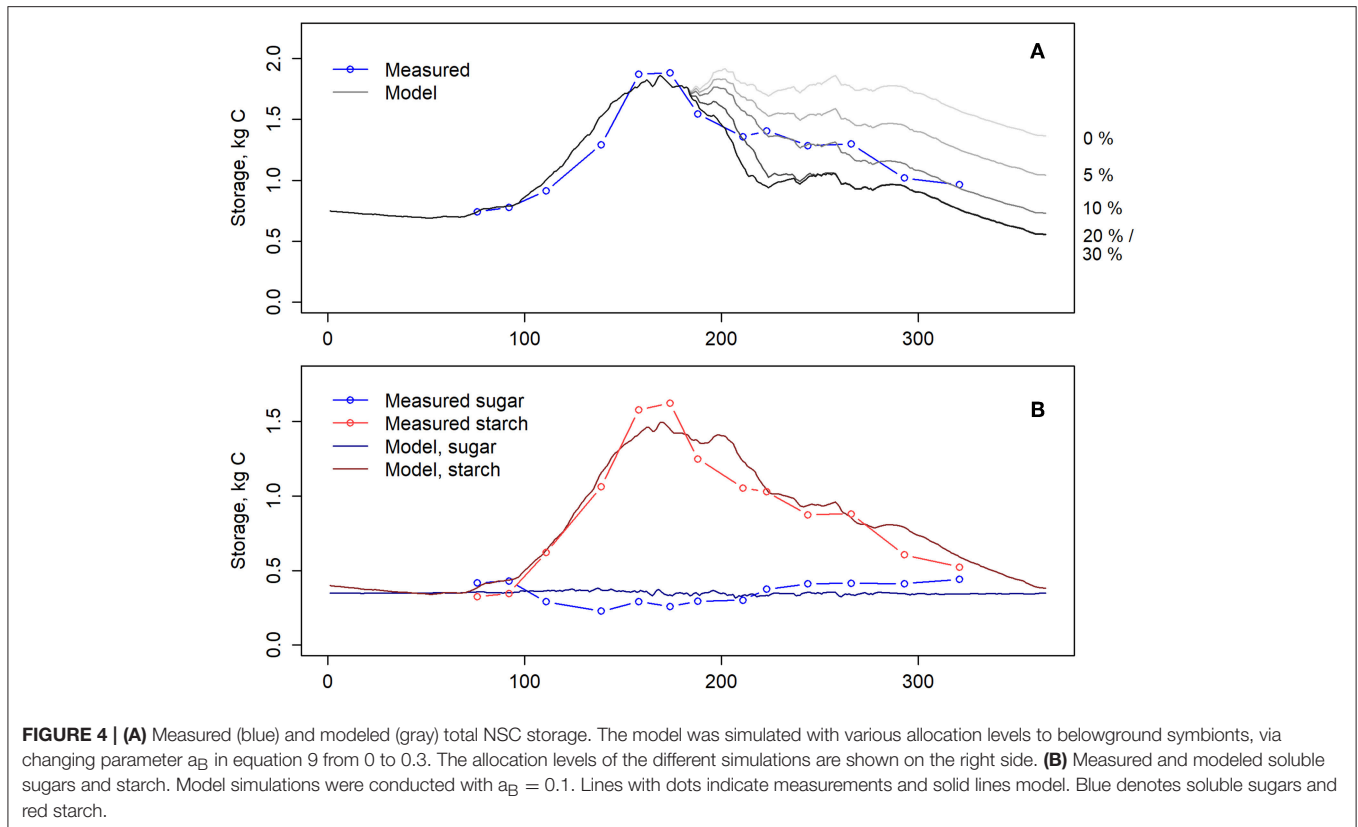 A
Measured
Model
Storage, kg C
0.0
0.5
1.0
1.5
2.0
0 %
5 %
10 %
20 % /
30 %
0
100
200
300
B
Measured sugar
Measured starch
Model, sugar
Model, starch
Storage, kg C
0.0
0.5
1.0
1.5
0
100
200
300
FIGURE 4 | (A) Measured (blue) and modeled (gray) total NSC storage. The model was simulated with various allocation levels to belowground symbionts, via
changing parameter aB in equation 9 from 0 to 0.3. The allocation levels of the different simulations are shown on the right side. (B) Measured and modeled soluble
sugars and starch. Model simulations were conducted with aB = 0.1. Lines with dots indicate measurements and solid lines model. Blue denotes soluble sugars and
red starch.